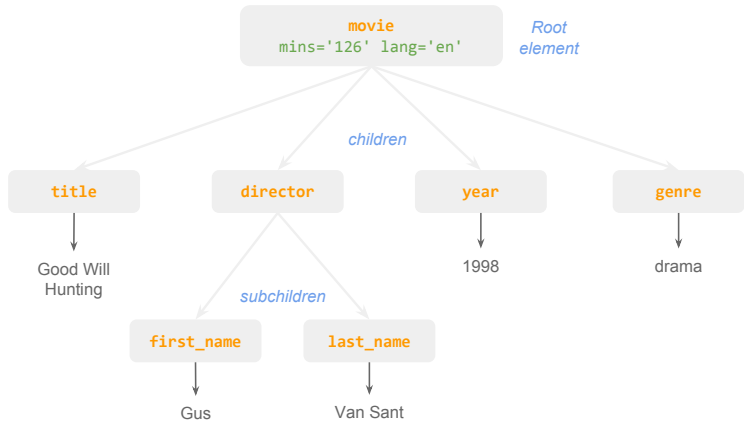 movie
mins='126' lang='en'
Root
element
children
title
director
year
genre
Good Will
Hunting
1998
drama
subchildren
first_name
last_name
Gus
Van Sant